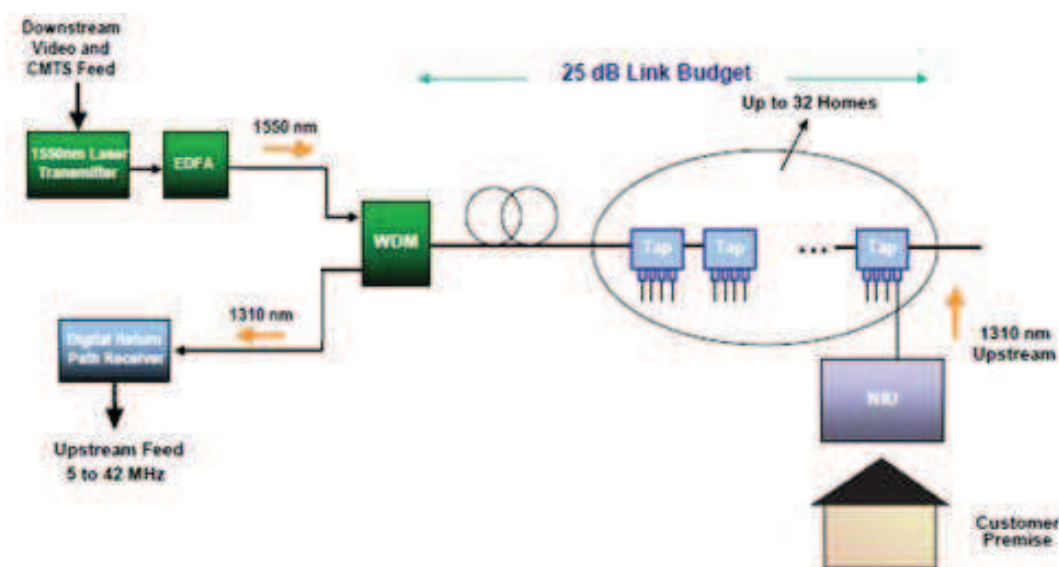 Downstream
Video and
CMTS Feed
25 dB Link Budget
Up to 32 Homes
1550 nm
1550nm Laser
Transmitter
EDFA
WDM
Tap
Tap
...
Tap
1310 nm
Digital Return
Path Receiver
1310 nm
Upstream
NIU
Upstream Feed
5 to 42 MHz
Customer
Premise